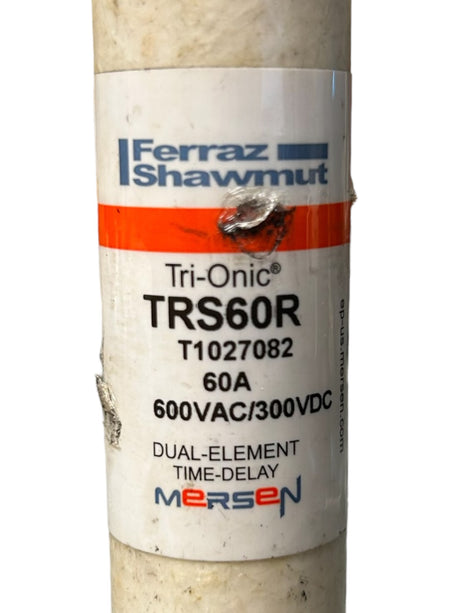 Ferraz
Shawmut
Tri-Onic®
TRS60R
T1027082
60A
600VAC/300VDC
DUAL-ELEMENT
TIME-DELAY
MERSEN
ep-us.mersen.com